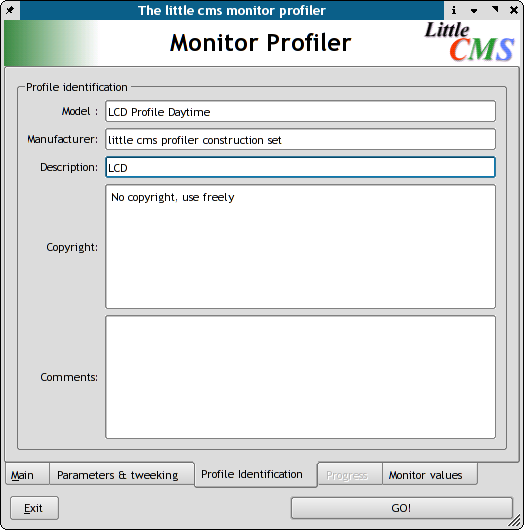 The little cms monitor profiler
Monitor Profiler
Little
CMS
Profile identification
Model :
LCD Profile Daytime
Manufacturer:
little cms profiler construction set
Description:
LCD
No copyright, use freely
Copyright:
Comments:
Main
Parameters & tweeking
Profile Identification
Progress
Monitor values
Exit
GO!